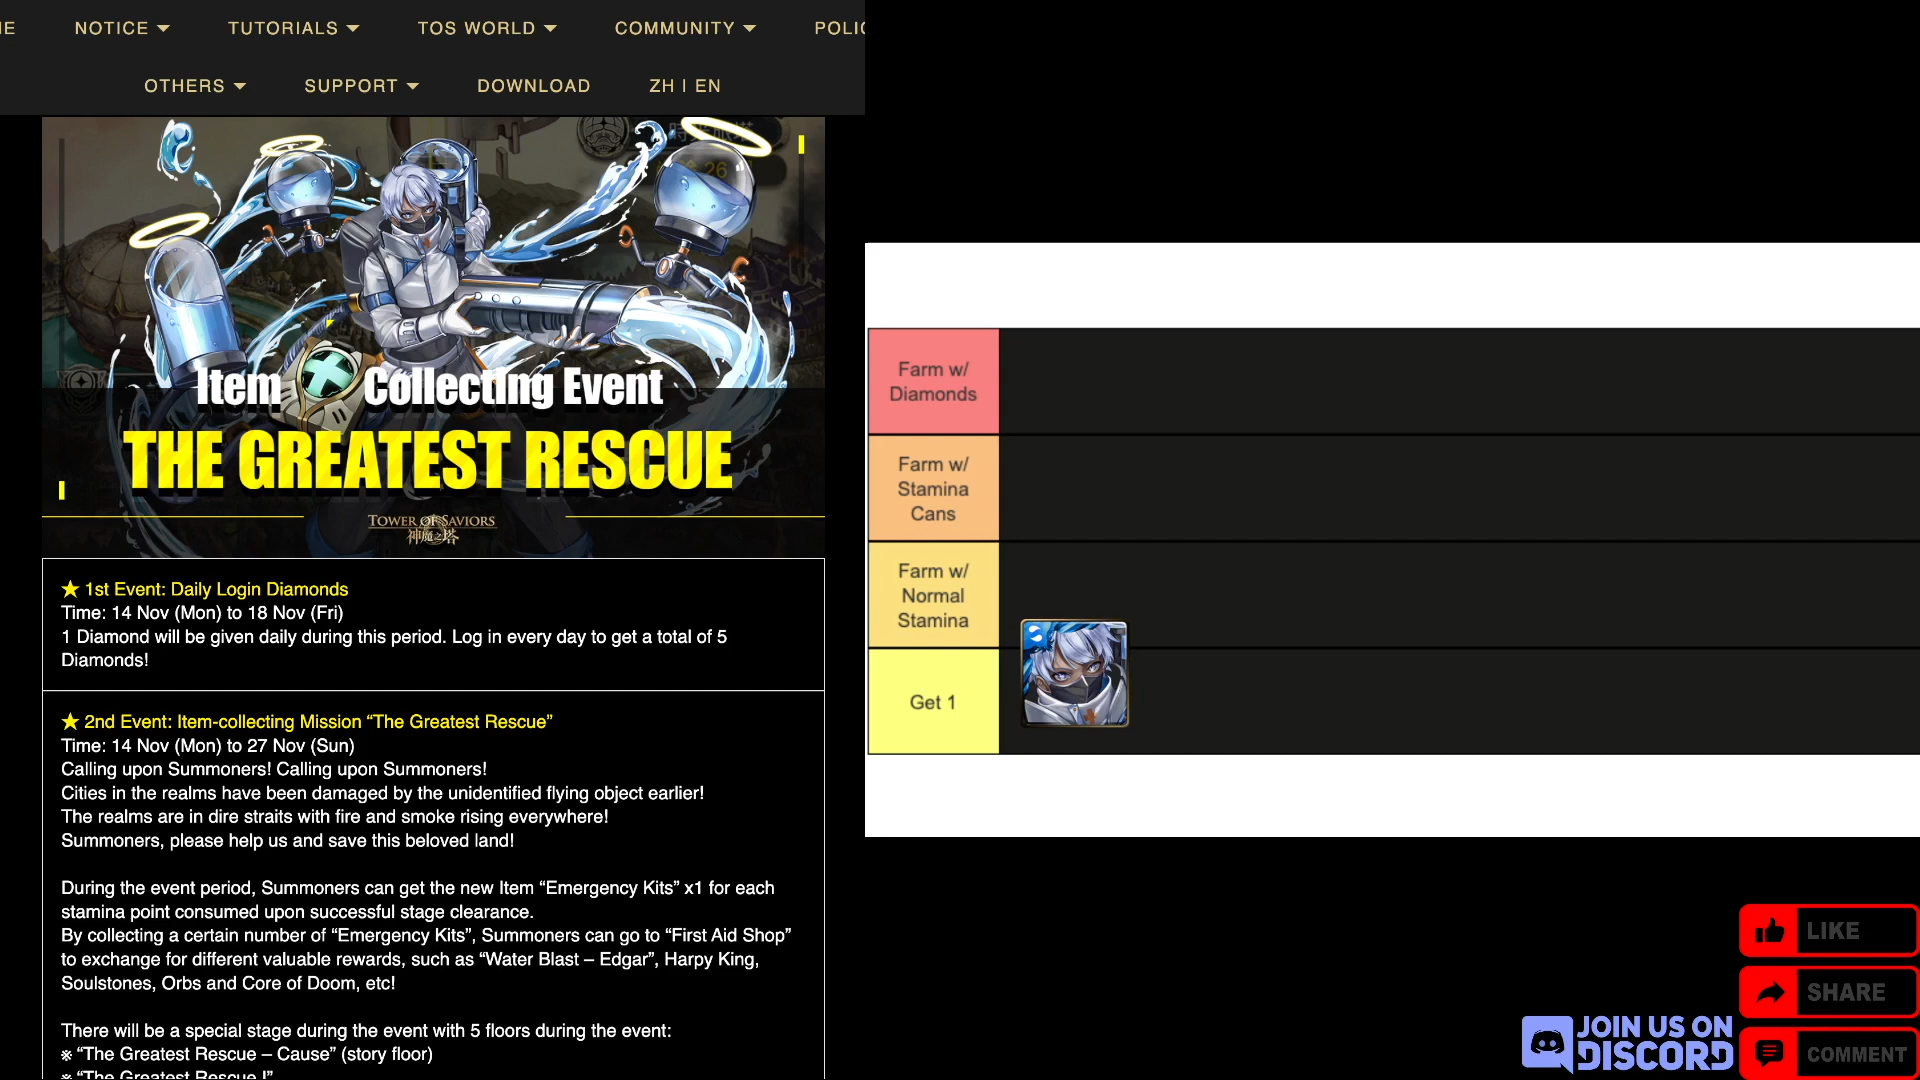 NOTICE
TUTORIALS
TOS WORLD
COMMUNITY
OTHERS
SUPPORT
DOWNLOAD
ZH | EN
26
Item Collecting Event
THE GREATEST RESCUE
TOWER OF SAVIORS
神魔之塔
★ 1st Event: Daily Login Diamonds
Time: 14 Nov (Mon) to 18 Nov (Fri)
1 Diamond will be given daily during this period. Log in every day to get a total of 5
Diamonds!
★ 2nd Event: Item-collecting Mission “The Greatest Rescue”
Time: 14 Nov (Mon) to 27 Nov (Sun)
Calling upon Summoners! Calling upon Summoners!
Cities in the realms have been damaged by the unidentified flying object earlier!
The realms are in dire straits with fire and smoke rising everywhere!
Summoners, please help us and save this beloved land!
During the event period, Summoners can get the new Item “Emergency Kits” x1 for each
stamina point consumed upon successful stage clearance.
By collecting a certain number of “Emergency Kits”, Summoners can go to “First Aid Shop”
to exchange for different valuable rewards, such as “Water Blast – Edgar”, Harpy King,
Soulstones, Orbs and Core of Doom, etc!
There will be a special stage during the event with 5 floors during the event:
※ “The Greatest Rescue – Cause” (story floor)
※ “The Greatest Rescue I”
Farm w/
Diamonds
Farm w/
Stamina
Cans
Farm w/
Normal
Stamina
Get 1
LIKE
SHARE
COMMENT
JOIN US ON
DISCORD